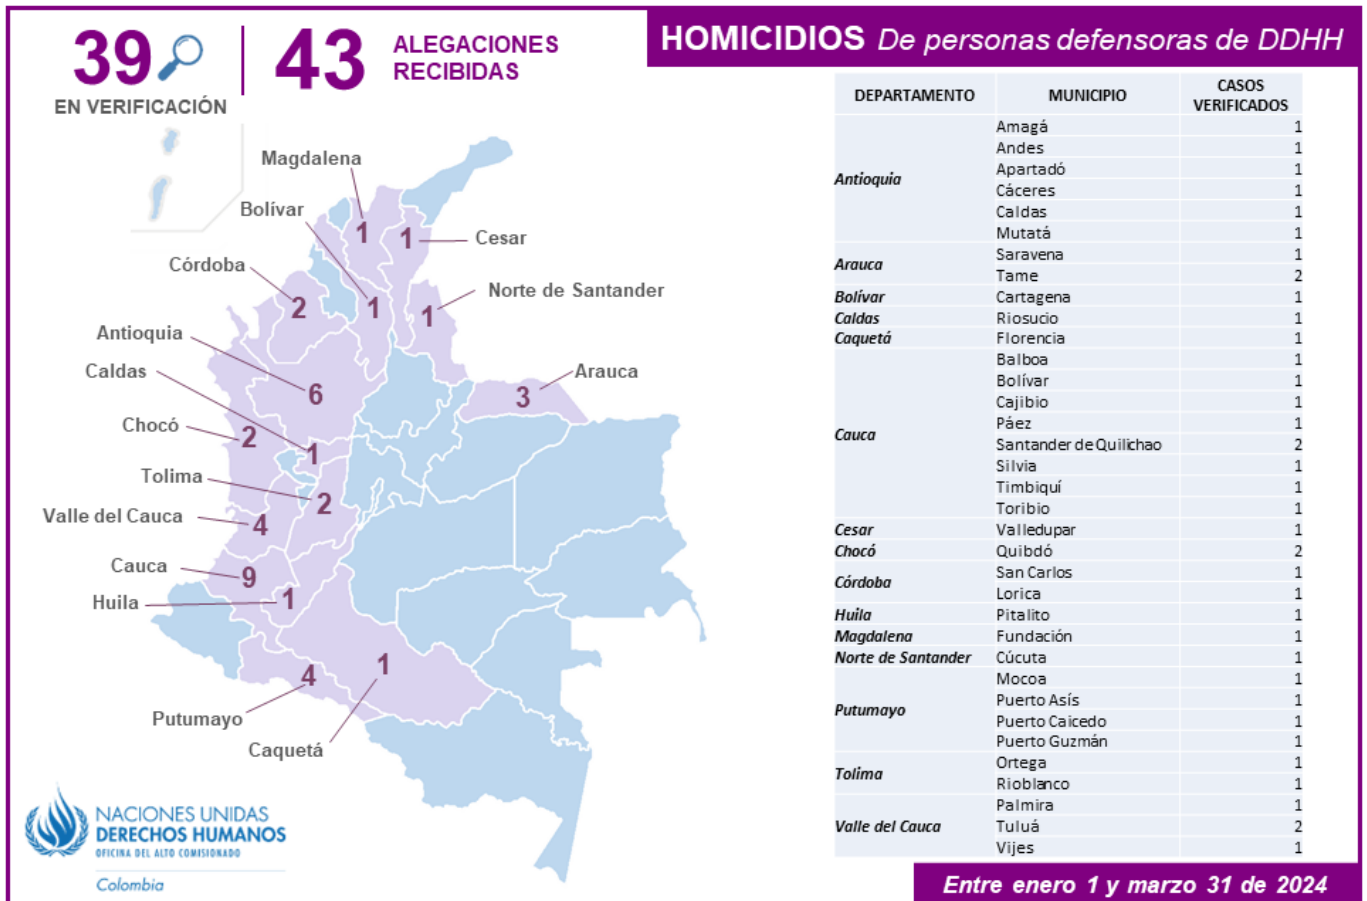 39
EN VERIFICACIÓN
43
ALEGACIONES
RECIBIDAS
HOMICIDIOS De personas defensoras de DDHH
Magdalena
1
Bolívar
1
Cesar
1
Córdoba
2
Norte de Santander
1
Antioquia
6
Caldas
1
Arauca
3
Chocó
2
Tolima
2
Valle del Cauca
4
Cauca
9
Huila
1
Putumayo
4
Caquetá
1
DEPARTAMENTO MUNICIPIO CASOS VERIFICADOS
Antioquia
Amagá 1
Andes 1
Apartadó 1
Cáceres 1
Caldas 1
Mutatá 1
Arauca
Saravena 1
Tame 2
Bolívar Cartagena 1
Caldas Riosucio 1
Caquetá Florencia 1
Cauca
Balboa 1
Bolívar 1
Cajibio 1
Páez 1
Santander de Quilichao 2
Silvia 1
Timbiquí 1
Toribio 1
Cesar Valledupar 1
Chocó Quibdó 2
Córdoba
San Carlos 1
Lorica 1
Huila Pitalito 1
Magdalena Fundación 1
Norte de Santander Cúcuta 1
Putumayo
Mocoa 1
Puerto Asís 1
Puerto Caicedo 1
Puerto Guzmán 1
Tolima
Ortega 1
Rioblanco 1
Valle del Cauca
Palmira 1
Tuluá 2
Vijes 1
NACIONES UNIDAS
DERECHOS HUMANOS
OFICINA DEL ALTO COMISIONADO
Colombia
Entre enero 1 y marzo 31 de 2024